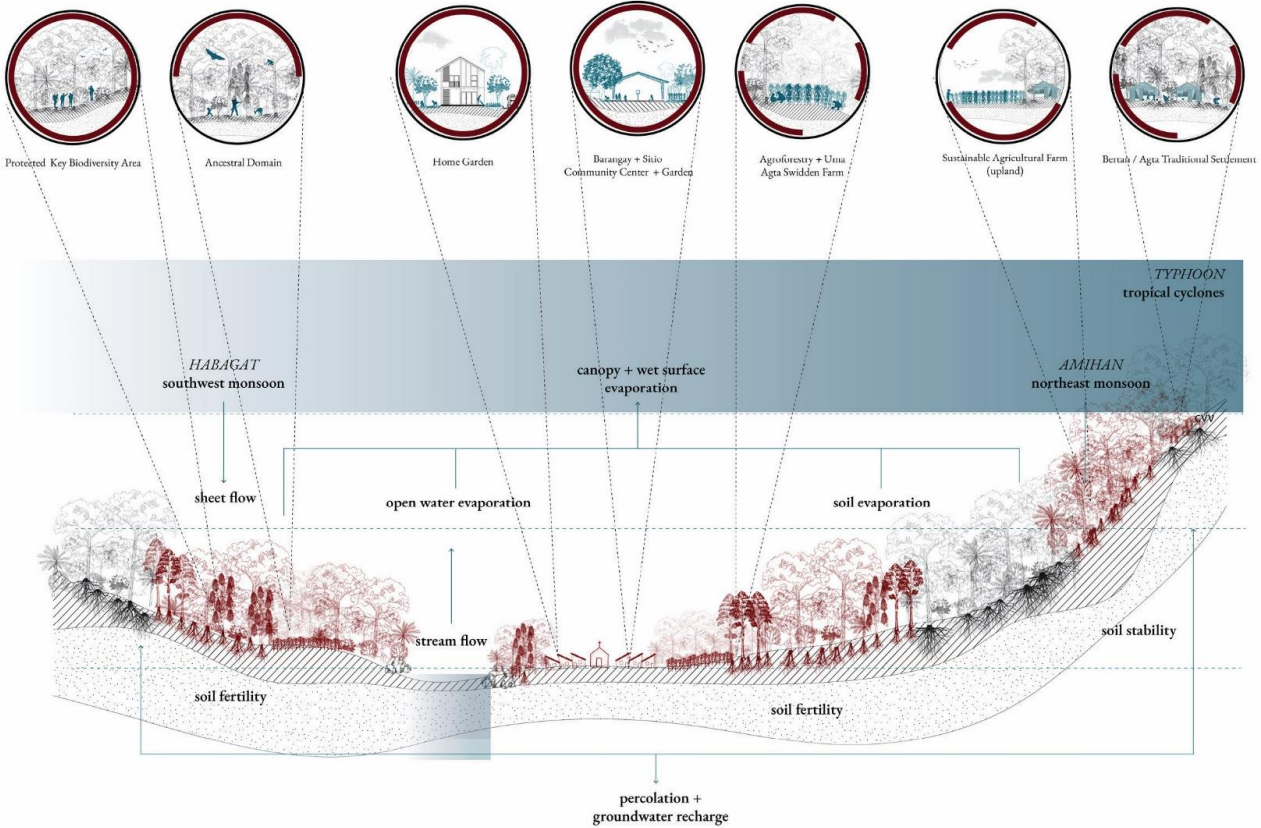 Protected Key Biodiversity Area
Ancestral Domain
Home Garden
Barangay + Sitio
Community Center + Garden
Agroforestry + Uma
Agta Swidden Farm
Sustainable Agricultural Farm
(upland)
Bertan / Agta Traditional Settlement
TYPHOON
tropical cyclones
HABAGAT
southwest monsoon
canopy + wet surface
evaporation
AMIHAN
northeast monsoon
sheet flow
open water evaporation
soil evaporation
stream flow
soil stability
soil fertility
soil fertility
percolation +
groundwater recharge